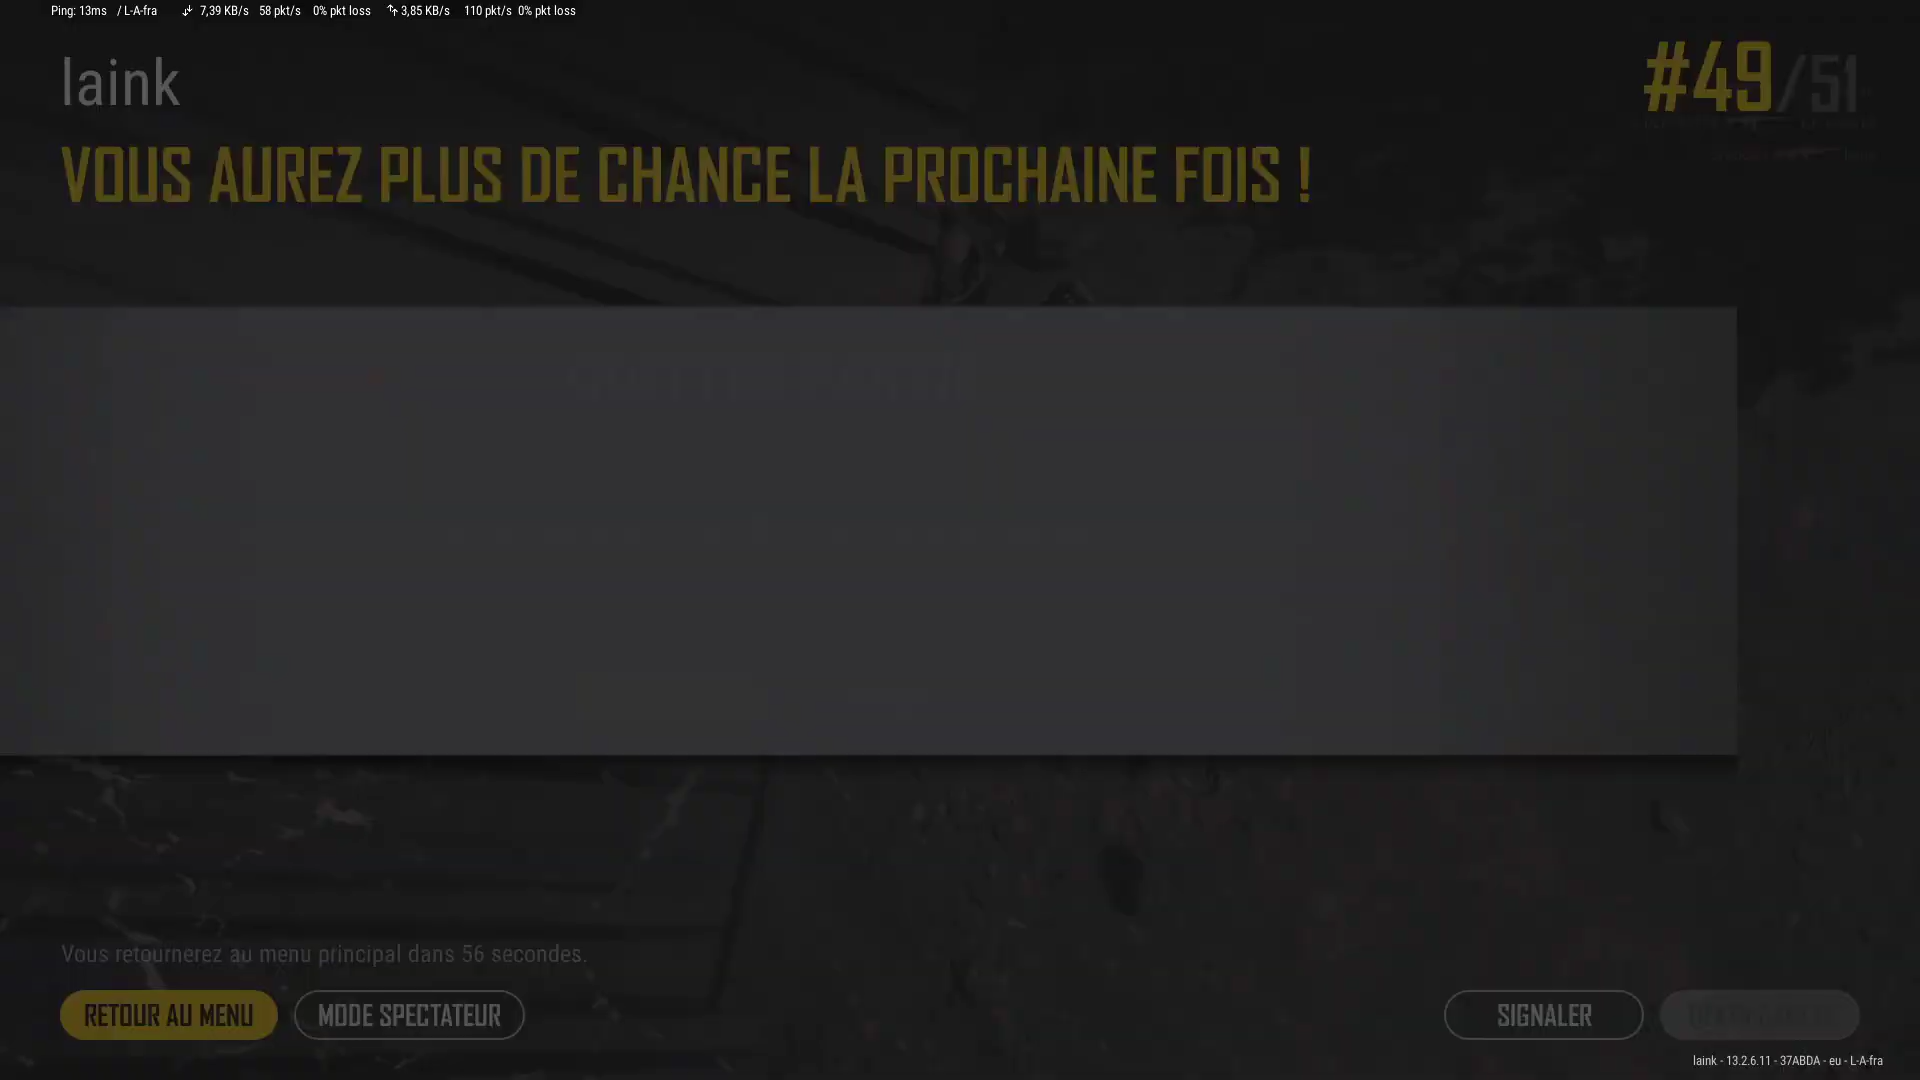 Ping: 13ms / L-A-fra 7,39 KB/s 58 pkt/s 0% pkt loss 3,85 KB/s 110 pkt/s 0% pkt loss
laink
#49/51
VOUS AUREZ PLUS DE CHANCE LA PROCHAINE FOIS !
Vous retournerez au menu principal dans 56 secondes.
RETOUR AU MENU
MODE SPECTATEUR
SIGNALER
laink - 13.2.6.11 - 37ABDA - eu - L-A-fra